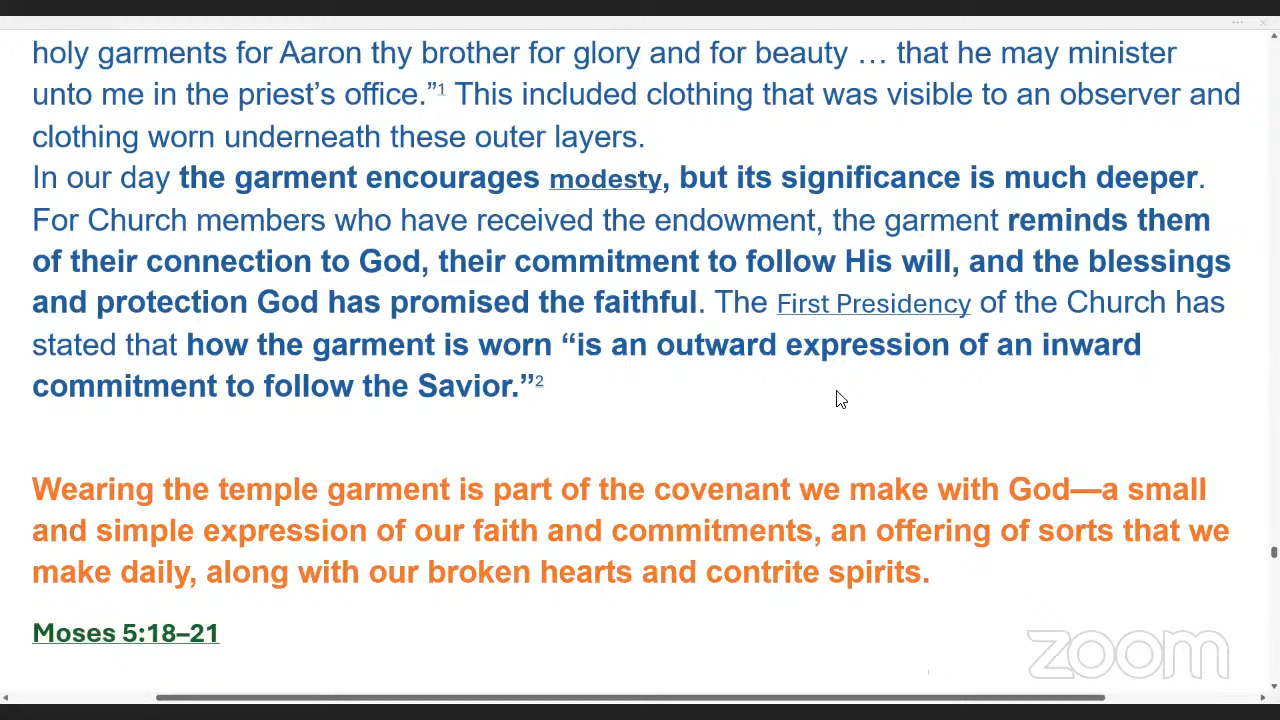 holy garments for Aaron thy brother for glory and for beauty … that he may minister
unto me in the priest’s office.”1 This included clothing that was visible to an observer and
clothing worn underneath these outer layers.
In our day the garment encourages modesty, but its significance is much deeper.
For Church members who have received the endowment, the garment reminds them
of their connection to God, their commitment to follow His will, and the blessings
and protection God has promised the faithful. The First Presidency of the Church has
stated that how the garment is worn “is an outward expression of an inward
commitment to follow the Savior.”2
Wearing the temple garment is part of the covenant we make with God—a small
and simple expression of our faith and commitments, an offering of sorts that we
make daily, along with our broken hearts and contrite spirits.
Moses 5:18–21
zoom